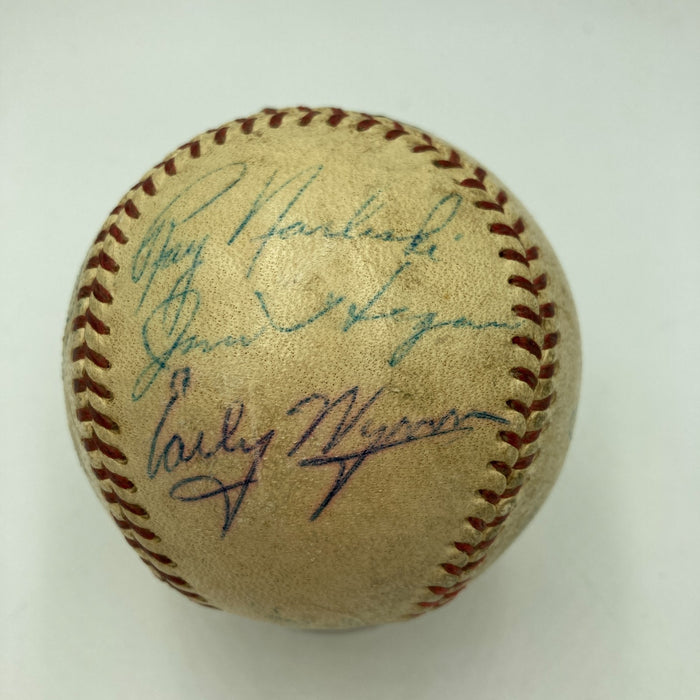 Ray Narleski
Jim Hegan
"Early" Wynn